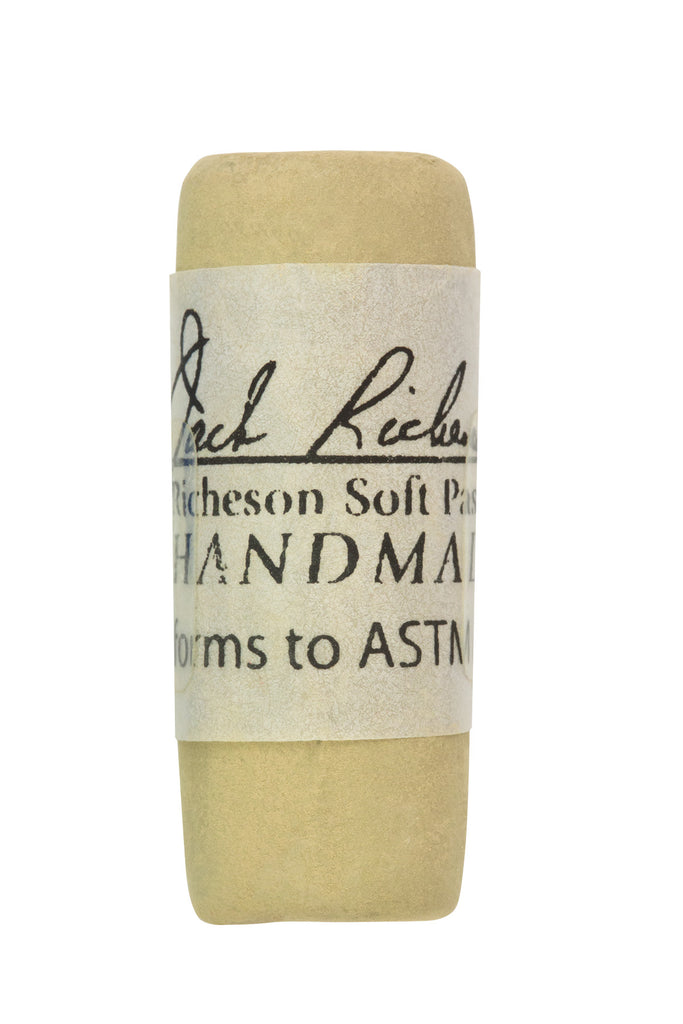 Jack Riche
Richeson Soft Pas
HANDMAD
forms to ASTM